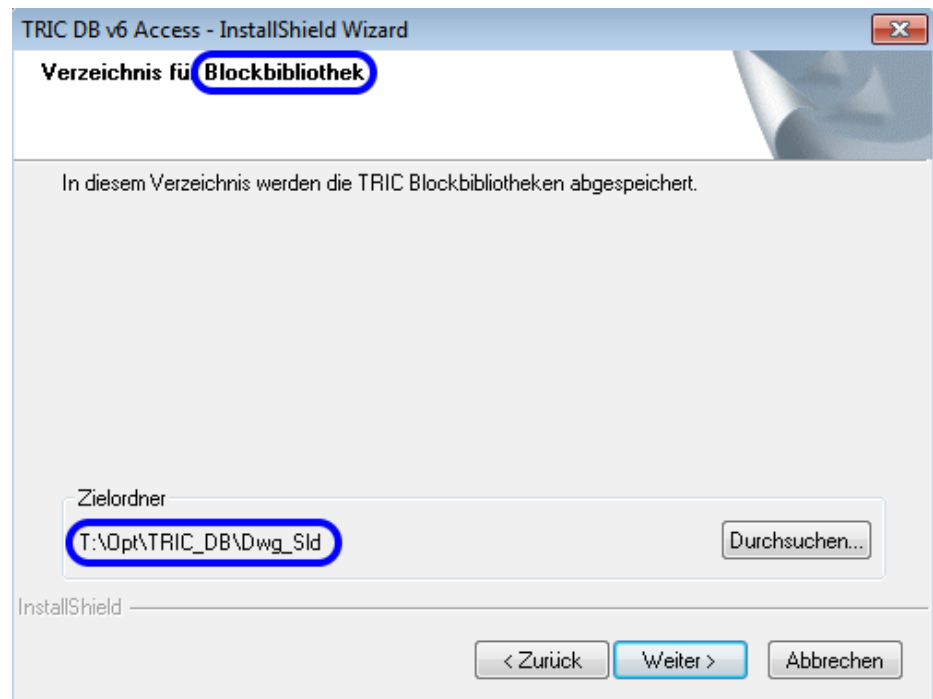 TRIC DB v6 Access - InstallShield Wizard
Verzeichnis für Blockbibliothek
In diesem Verzeichnis werden die TRIC Blockbibliotheken abgespeichert.
Zielordner
T:\Opt\TRIC_DB\Dwg_Sld
Durchsuchen...
InstallShield
< Zurück
Weiter >
Abbrechen